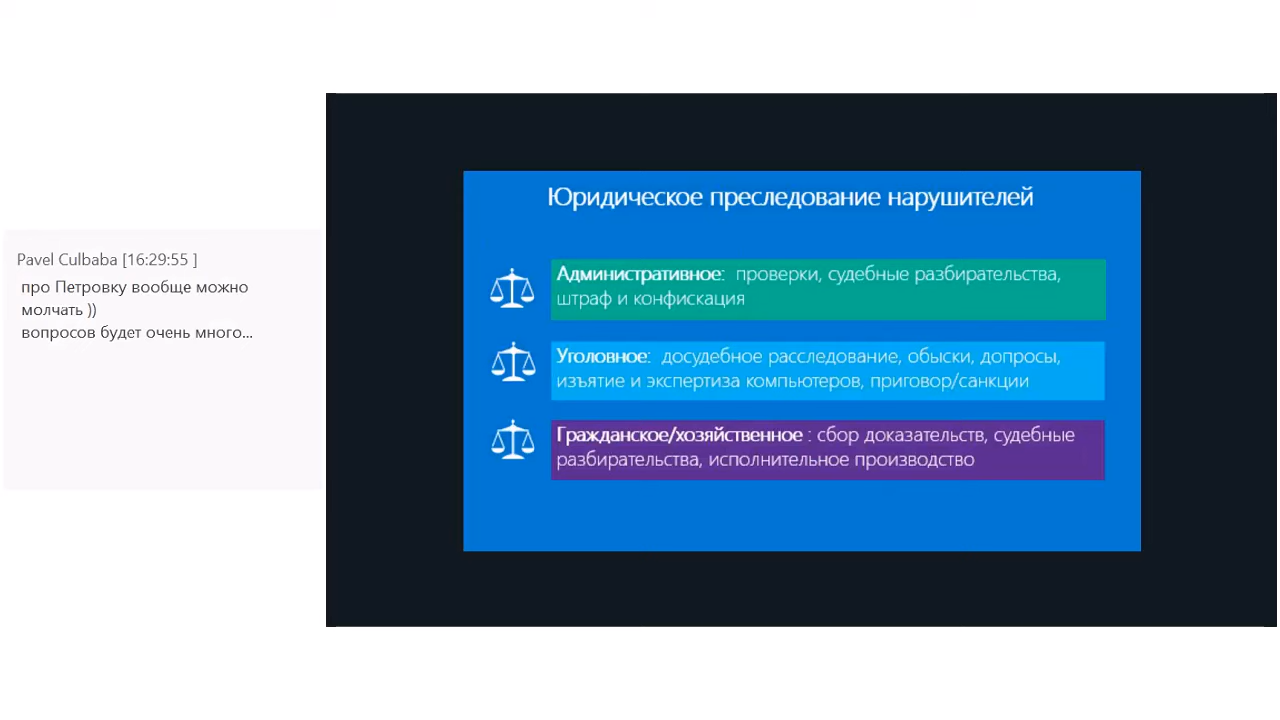 Pavel Culbaba [16:29:55 ]
про Петровку вообще можно
молчать ))
вопросов будет очень много...
Юридическое преследование нарушителей
Административное: проверки, судебные разбирательства,
штраф и конфискация
Уголовное: досудебное расследование, обыски, допросы,
изъятие и экспертиза компьютеров, приговор/санкции
Гражданское/хозяйственное : сбор доказательств, судебные
разбирательства, исполнительное производство